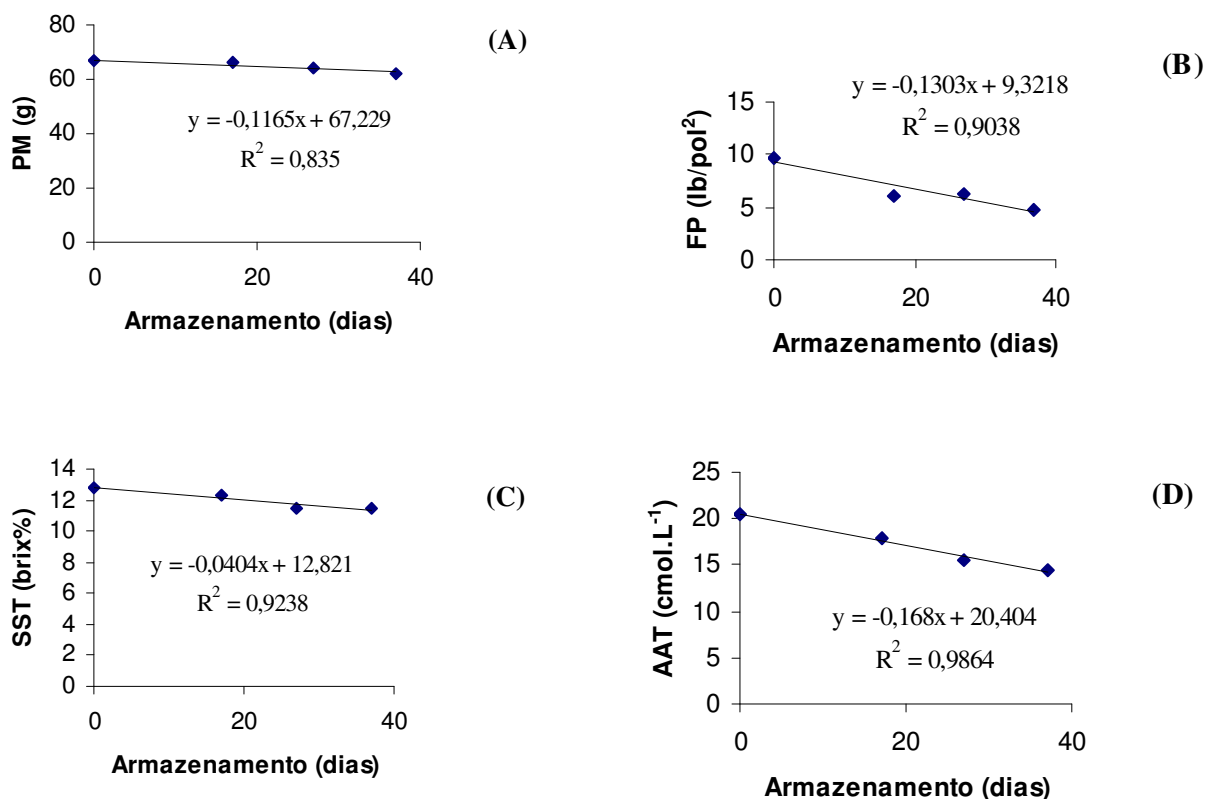 (A)
80
60
40
20
0
PM (g)
y = -0,1165x + 67,229
R² = 0,835
0 20 40
Armazenamento (dias)
(B)
y = -0,1303x + 9,3218
R² = 0,9038
15
10
5
0
FP (lb/pol²)
0 20 40
Armazenamento (dias)
(C)
14
12
10
8
6
4
2
0
SST (brix%)
y = -0,0404x + 12,821
R² = 0,9238
0 20 40
Armazenamento (dias)
(D)
25
20
15
10
5
0
AAT (cmol.L⁻¹)
y = -0,168x + 20,404
R² = 0,9864
0 20 40
Armazenamento (dias)